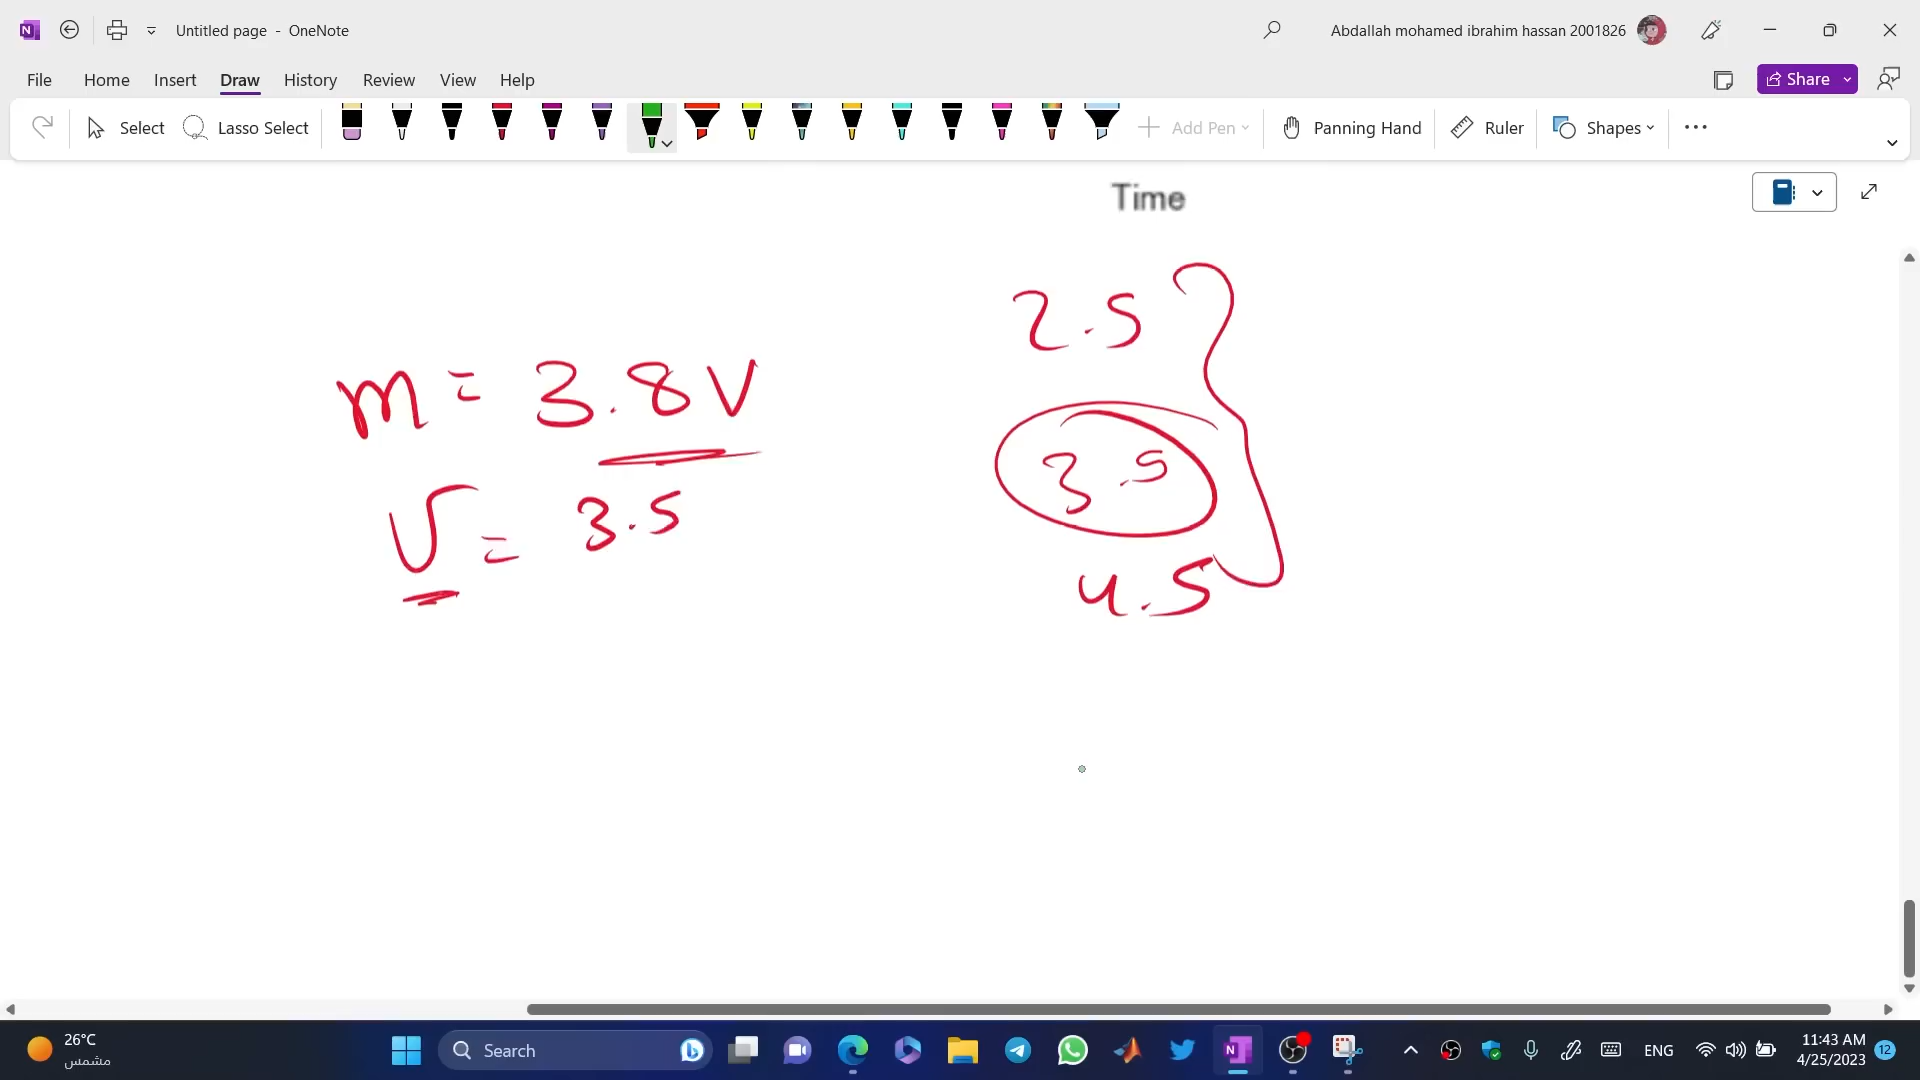 Untitled page - OneNote
Abdallah mohamed ibrahim hassan 2001826
File Home Insert Draw History Review View Help
Share
Select Lasso Select Add Pen Panning Hand Ruler Shapes
Time
2.5
m = 3.8V
3.5
v = 3.5
4.5
26°C
مشمس
Search
ENG
11:43 AM
4/25/2023
12